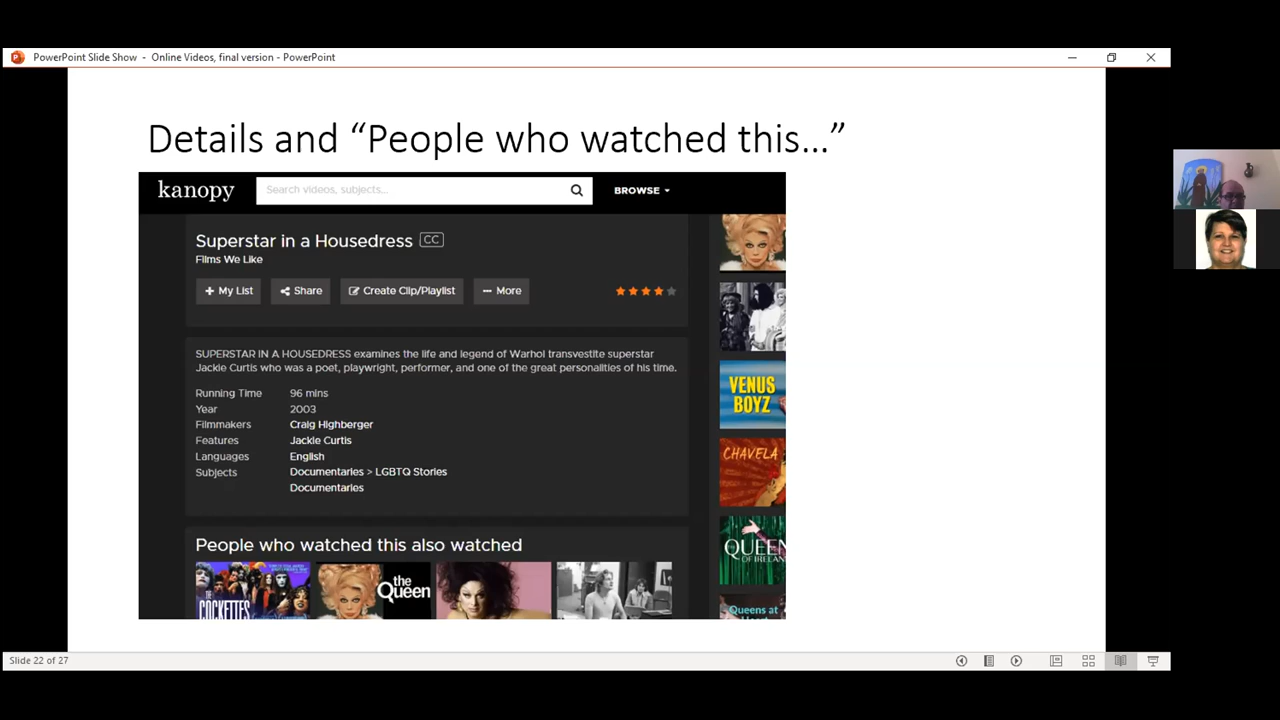 PowerPoint Slide Show - Online Videos, final version - PowerPoint
Details and “People who watched this...”
kanopy
Search videos, subjects...
BROWSE
Superstar in a Housedress CC
Films We Like
My List
Share
Create Clip/Playlist
More
SUPERSTAR IN A HOUSEDRESS examines the life and legend of Warhol transvestite superstar
Jackie Curtis who was a poet, playwright, performer, and one of the great personalities of his time.
Running Time 96 mins
Year 2003
Filmmakers Craig Highberger
Features Jackie Curtis
Languages English
Subjects Documentaries > LGBTQ Stories
Documentaries
People who watched this also watched
THE
COCKETTES
the
Queen
VENUS
BOYZ
CHAVELA
QUEEN
OF IRELAN
Queens at
Slide 22 of 27